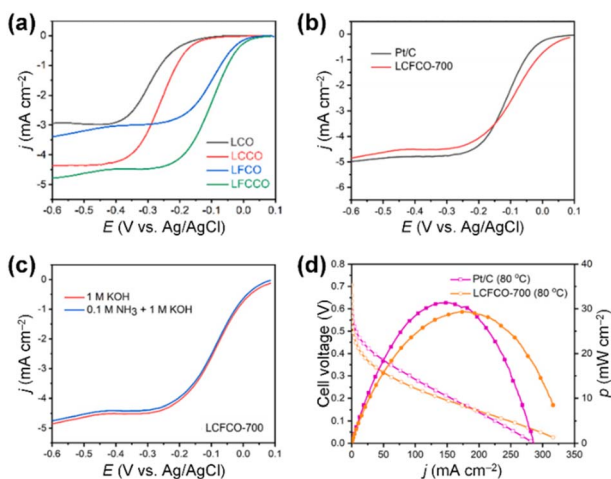 (a)
0
-1
-2
-3
-4
-5
j (mA cm⁻²)
-0.6 -0.5 -0.4 -0.3 -0.2 -0.1 0.0 0.1
E (V vs. Ag/AgCl)
LCO
LCCO
LFCO
LFCCO
(b)
0
-1
-2
-3
-4
-5
-6
j (mA cm⁻²)
-0.6 -0.5 -0.4 -0.3 -0.2 -0.1 0.0 0.1
E (V vs. Ag/AgCl)
Pt/C
LCFCO-700
(c)
0
-1
-2
-3
-4
-5
j (mA cm⁻²)
-0.6 -0.5 -0.4 -0.3 -0.2 -0.1 0.0 0.1
E (V vs. Ag/AgCl)
1 M KOH
0.1 M NH₃ + 1 M KOH
LCFCO-700
(d)
0.8
0.7
0.6
0.5
0.4
0.3
0.2
0.1
0.0
Cell voltage (V)
0 50 100 150 200 250 300 350
j (mA cm⁻²)
40
30
20
10
0
p (mW cm⁻²)
Pt/C (80 °C)
LCFCO-700 (80 °C)